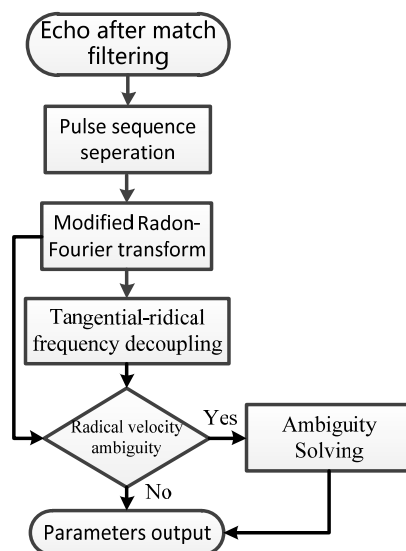 Echo after match
filtering
Pulse sequence
seperation
Modified Radon-
Fourier transform
Tangential-ridical
frequency decoupling
Radical velocity
ambiguity
Yes
Ambiguity
Solving
No
Parameters output